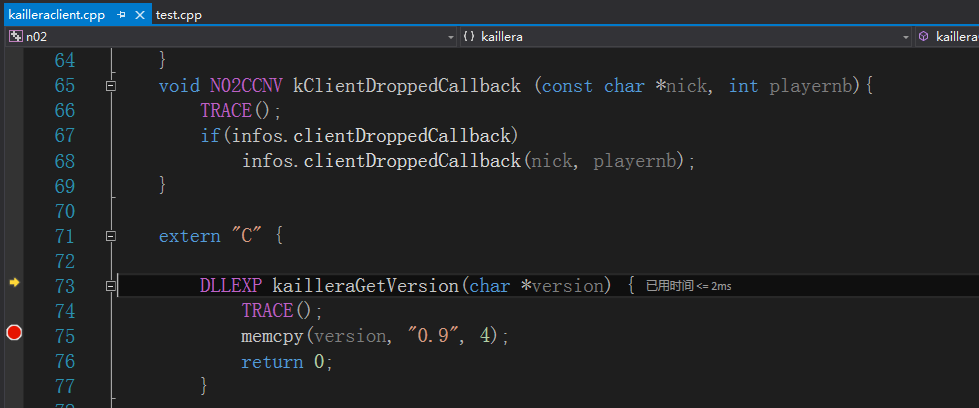 kailleraclient.cpp test.cpp
n02 {} kaillera kaillera
64 }
65 void N02CCNV kClientDroppedCallback (const char *nick, int playernb){
66 TRACE();
67 if(infos.clientDroppedCallback)
68 infos.clientDroppedCallback(nick, playernb);
69 }
70
71 extern "C" {
72
73 DLLEXP kailleraGetVersion(char *version) { 已用时间 <= 2ms
74 TRACE();
75 memcpy(version, "0.9", 4);
76 return 0;
77 }